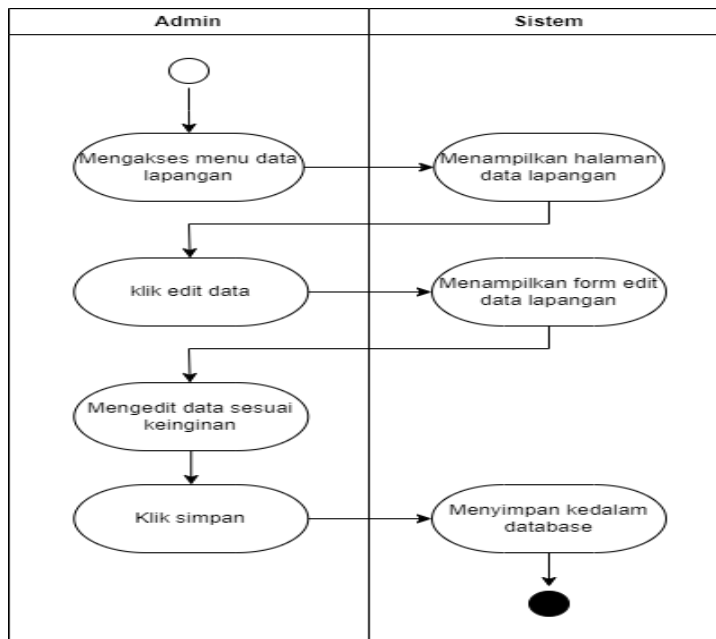 Admin
Sistem
Mengakses menu data
lapangan
Menampilkan halaman
data lapangan
klik edit data
Menampilkan form edit
data lapangan
Mengedit data sesuai
keinginan
Klik simpan
Menyimpan kedalam
database